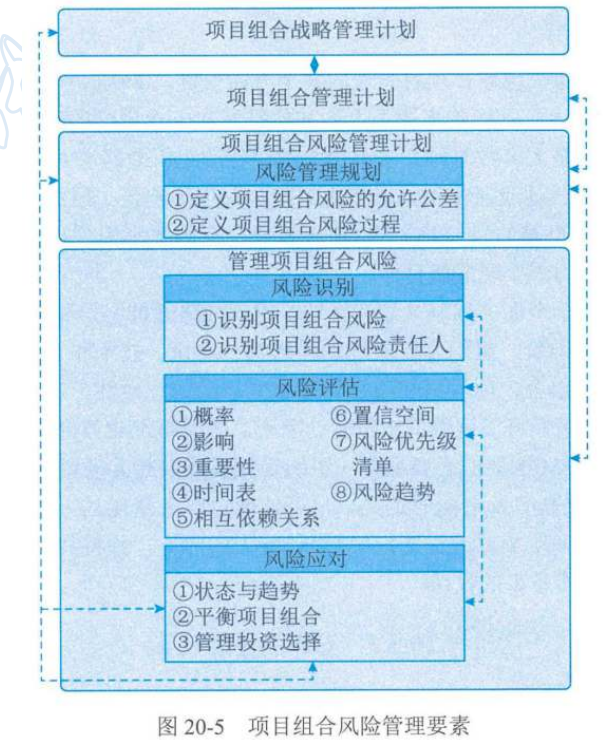 项目组合战略管理计划
项目组合管理计划
项目组合风险管理计划
风险管理规划
①定义项目组合风险的允许公差
②定义项目组合风险过程
管理项目组合风险
风险识别
①识别项目组合风险
②识别项目组合风险责任人
风险评估
①概率
②影响
③重要性
④时间表
⑤相互依赖关系
⑥置信空间
⑦风险优先级
清单
⑧风险趋势
风险应对
①状态与趋势
②平衡项目组合
③管理投资选择
图 20-5 项目组合风险管理要素